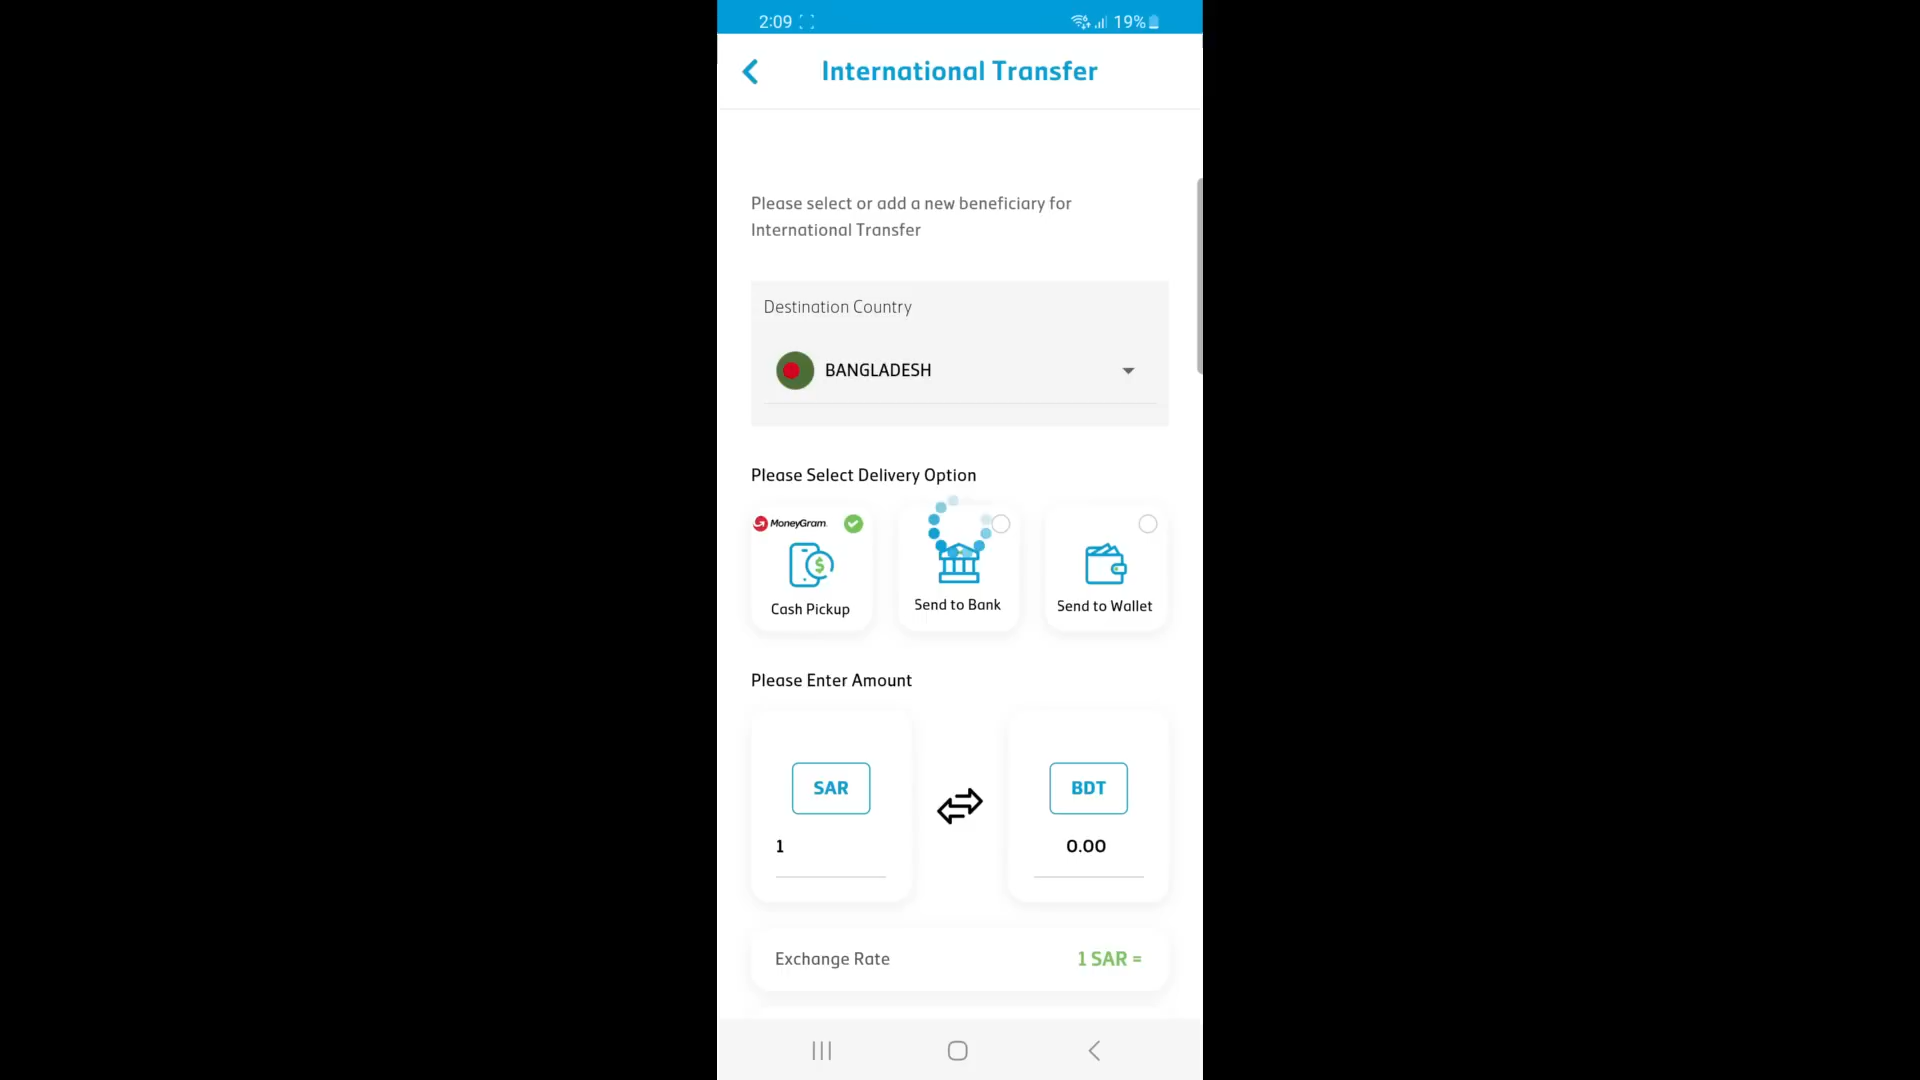 2:09
19%
International Transfer
Please select or add a new beneficiary for
International Transfer
Destination Country
BANGLADESH
Please Select Delivery Option
MoneyGram
Cash Pickup
Send to Bank
Send to Wallet
Please Enter Amount
SAR
BDT
1
0.00
Exchange Rate
1 SAR =